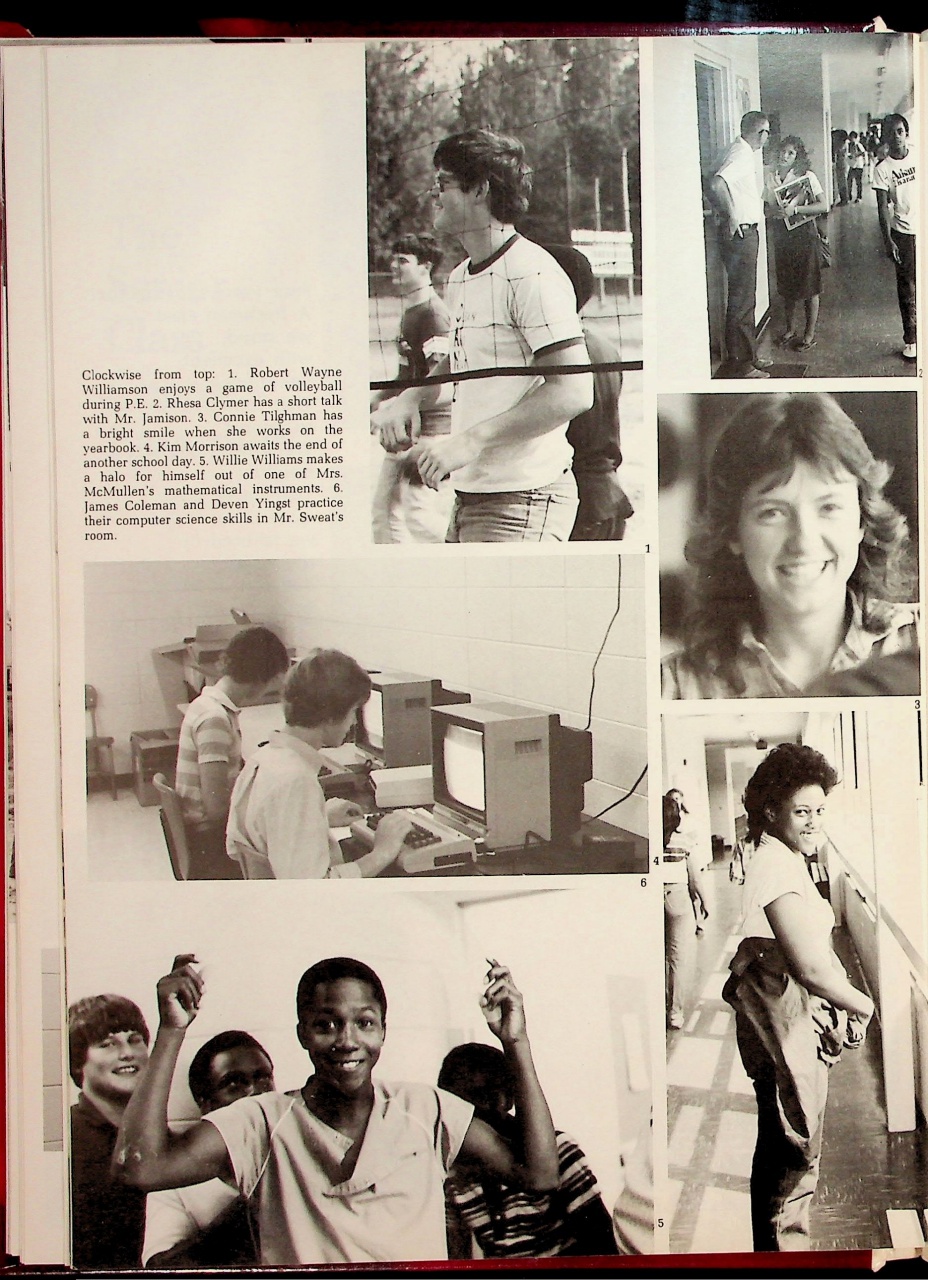 Clockwise from top: 1. Robert Wayne
Williamson enjoys a game of volleyball
during P.E. 2. Rhesa Clymer has a short talk
with Mr. Jamison. 3. Connie Tilghman has
a bright smile when she works on the
yearbook. 4. Kim Morrison awaits the end of
another school day. 5. Willie Williams makes
a halo for himself out of one of Mrs.
McMullen's mathematical instruments. 6.
James Coleman and Deven Yingst practice
their computer science skills in Mr. Sweat's
room.
1
2
3
4
6
5